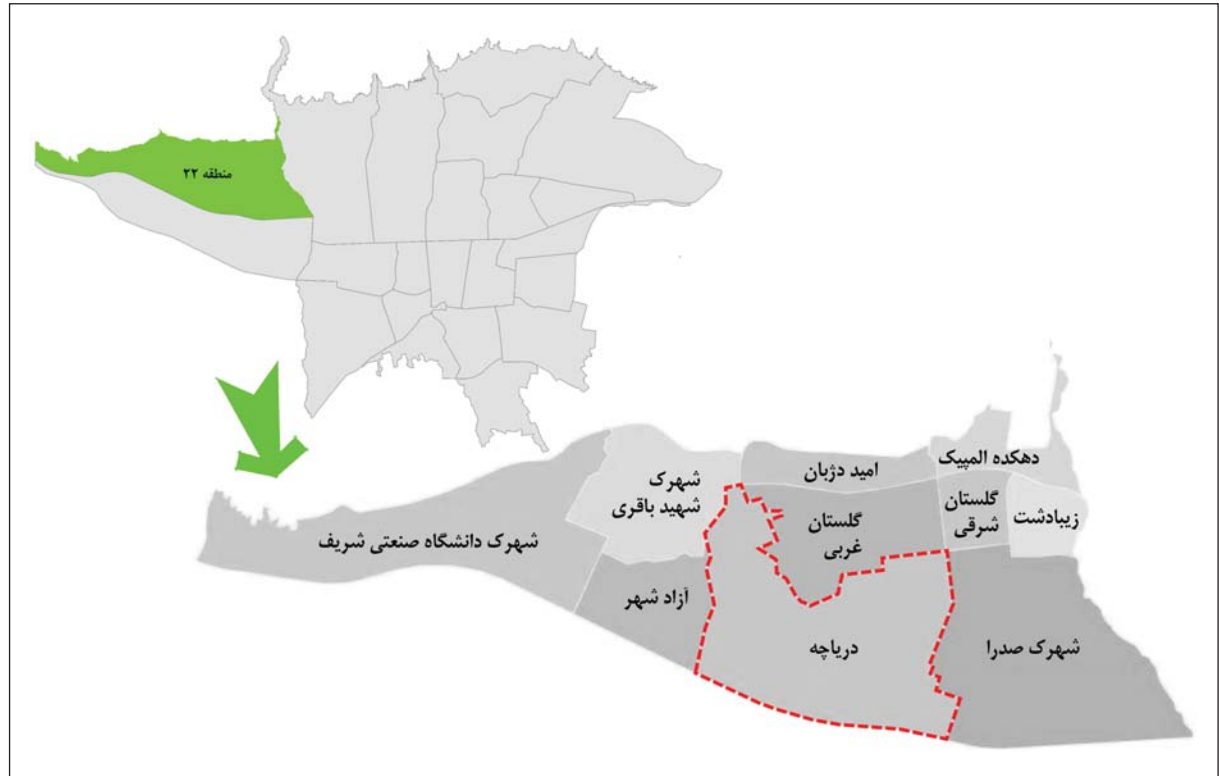 منطقه ۲۲
دهکده المپیک
امید دژبان
شهرک
شهید باقری
گلستان
شرقی
زیبادشت
گلستان
غربی
شهرک دانشگاه صنعتی شریف
آزاد شهر
دریاچه
شهرک صدرا